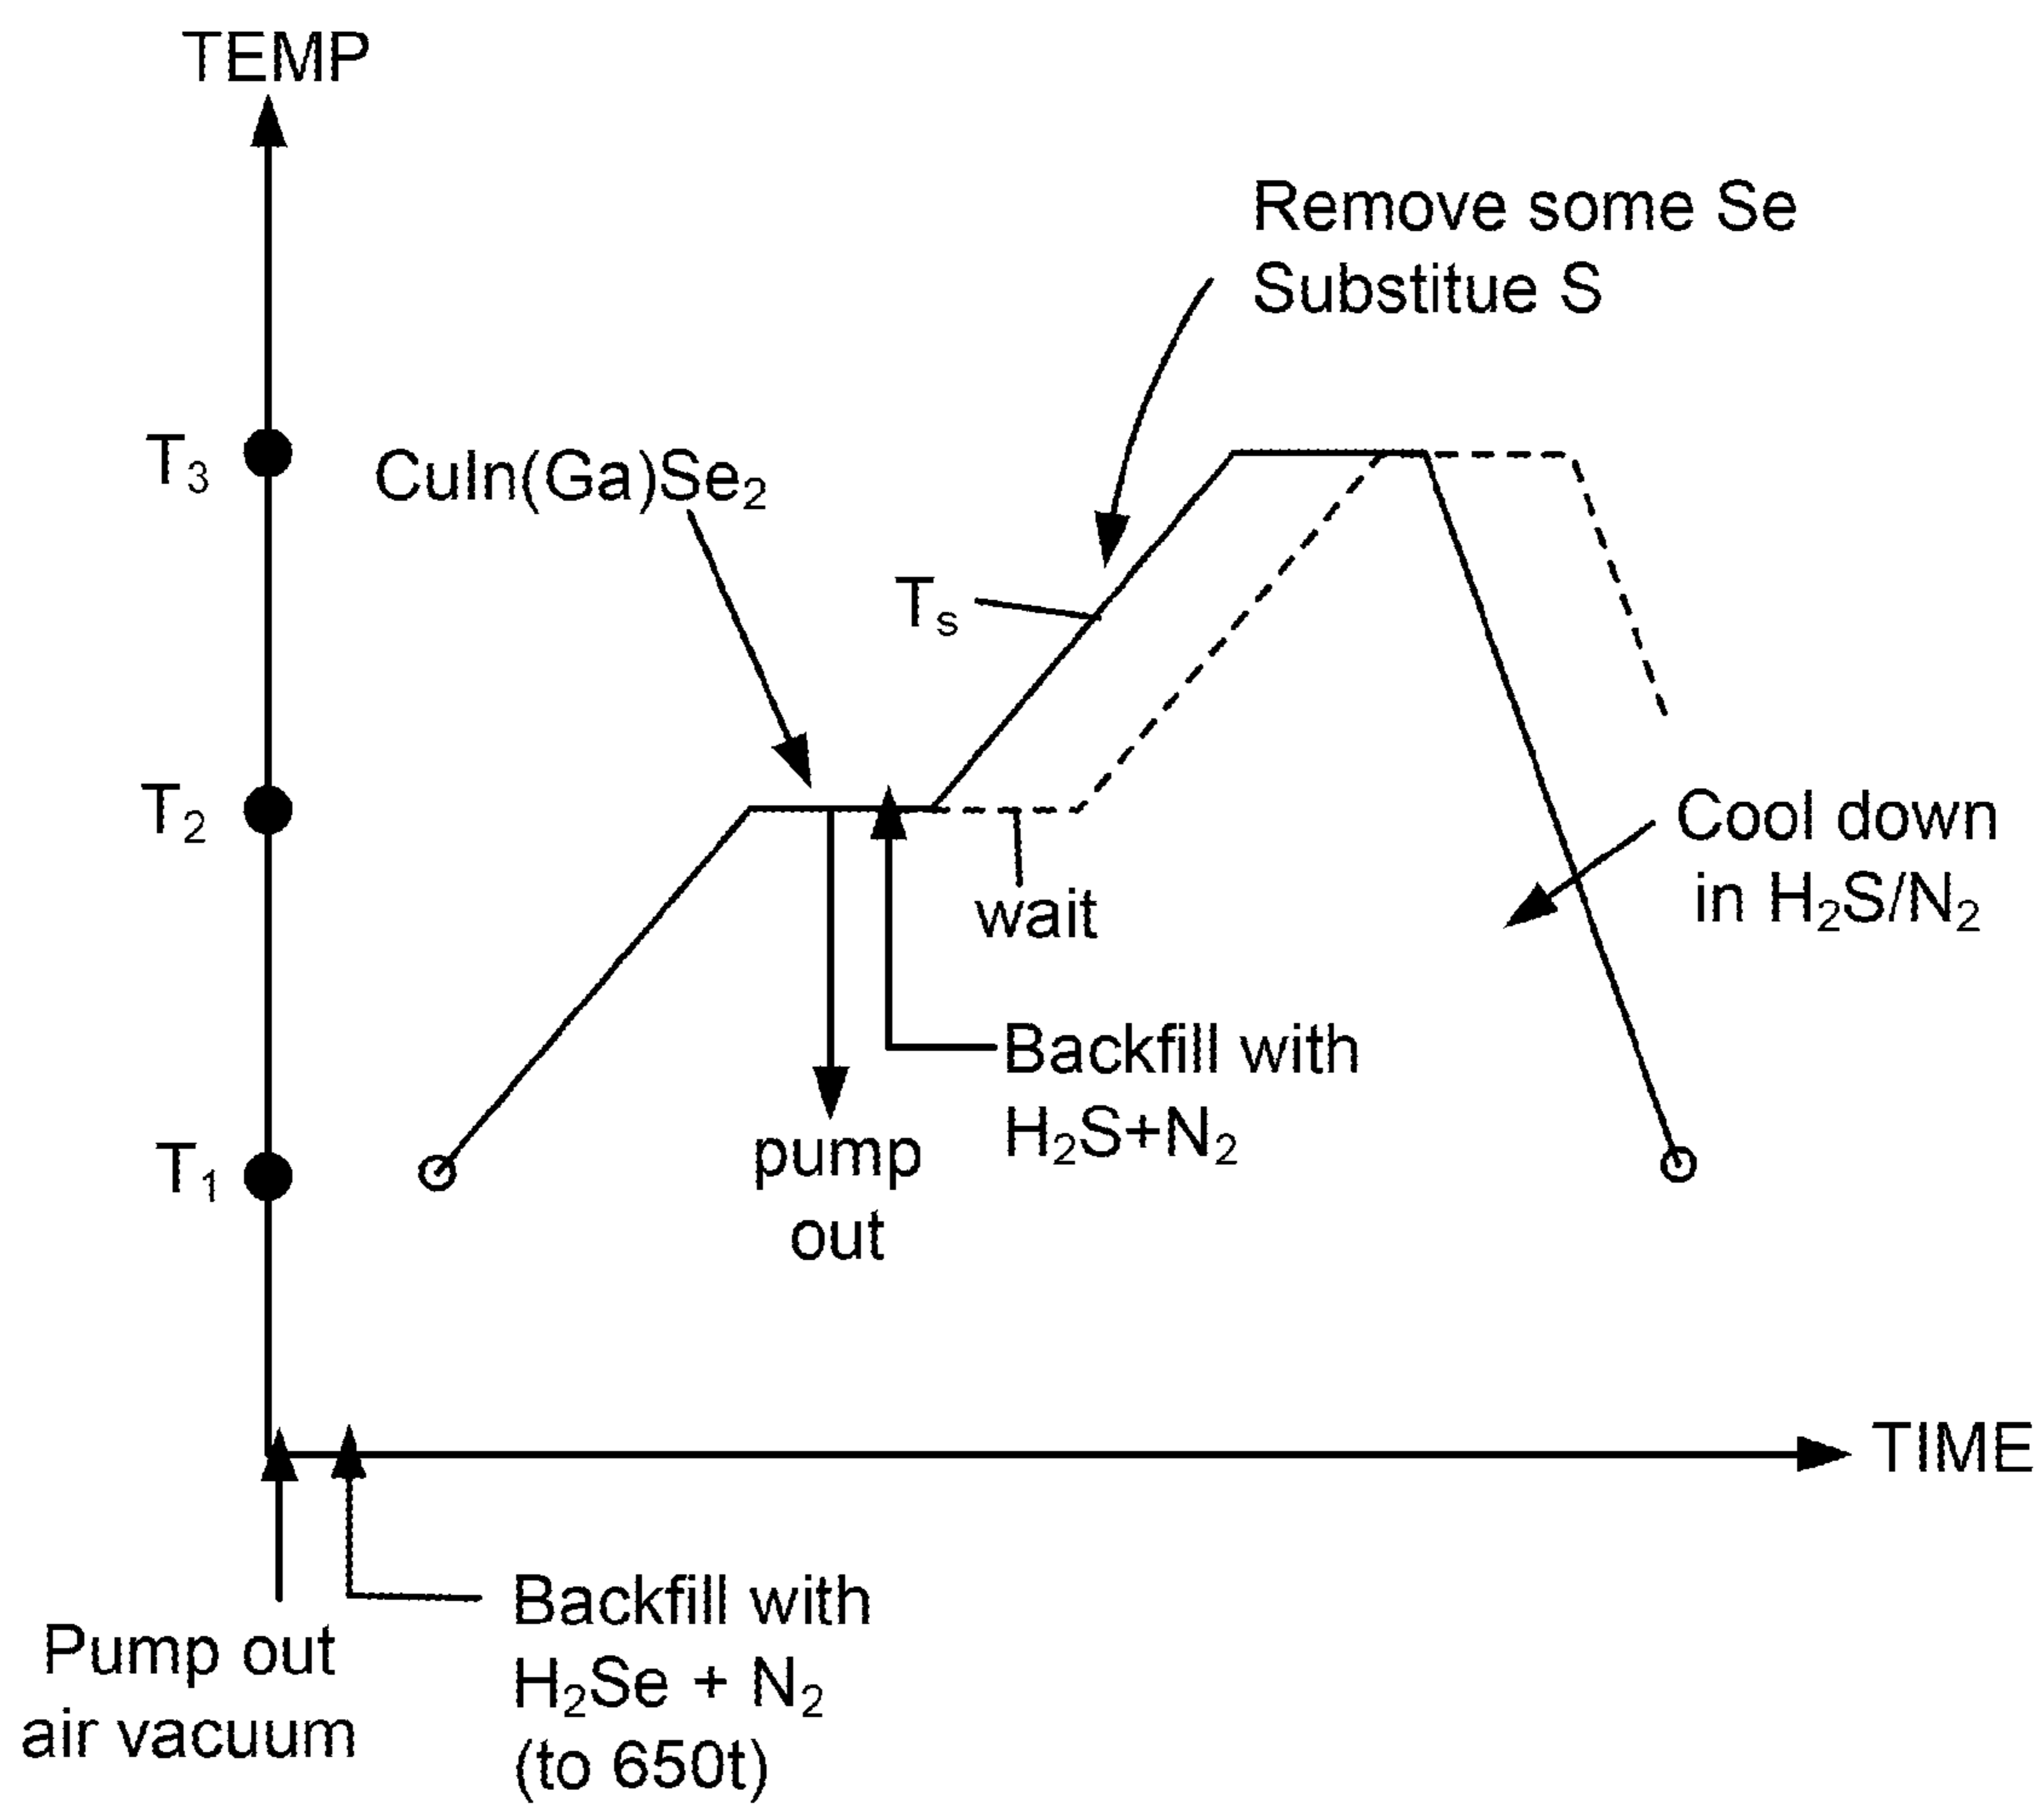 TEMP
Remove some Se
Substitue S
T₃
CuIn(Ga)Se₂
Tₛ
T₂
Cool down
in H₂S/N₂
wait
Backfill with
H₂S+N₂
pump
out
T₁
TIME
Backfill with
H₂Se + N₂
(to 650t)
Pump out
air vacuum